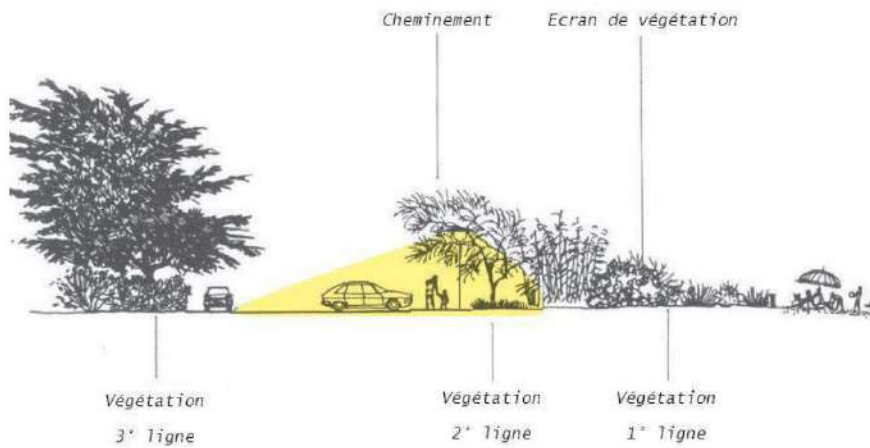 Cheminement
Ecran de végétation
Végétation
3° ligne
Végétation
2° ligne
Végétation
1° ligne